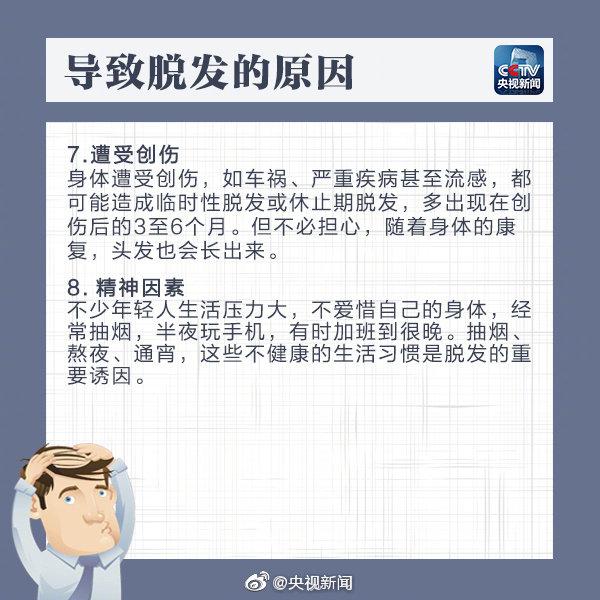 导致脱发的原因
CCTV
央视新闻
7.遭受创伤
身体遭受创伤，如车祸、严重疾病甚至流感，都
可能造成临时性脱发或休止期脱发，多出现在创
伤后的3至6个月。但不必担心，随着身体的康
复，头发也会长出来。
8. 精神因素
不少年轻人生活压力大，不爱惜自己的身体，经
常抽烟，半夜玩手机，有时加班到很晚。抽烟、
熬夜、通宵，这些不健康的生活习惯是脱发的重
要诱因。
@央视新闻